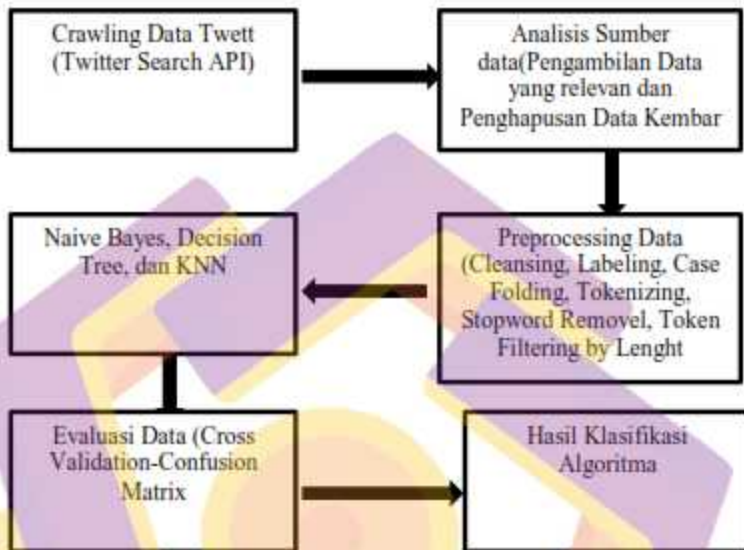 Crawling Data Twett
(Twitter Search API)
Analisis Sumber
data(Pengambilan Data
yang relevan dan
Penghapusan Data Kembar
Preprocessing Data
(Cleansing, Labeling, Case
Folding, Tokenizing,
Stopword Removel, Token
Filtering by Lenght
Naive Bayes, Decision
Tree, dan KNN
Evaluasi Data (Cross
Validation-Confusion
Matrix
Hasil Klasifikasi
Algoritma